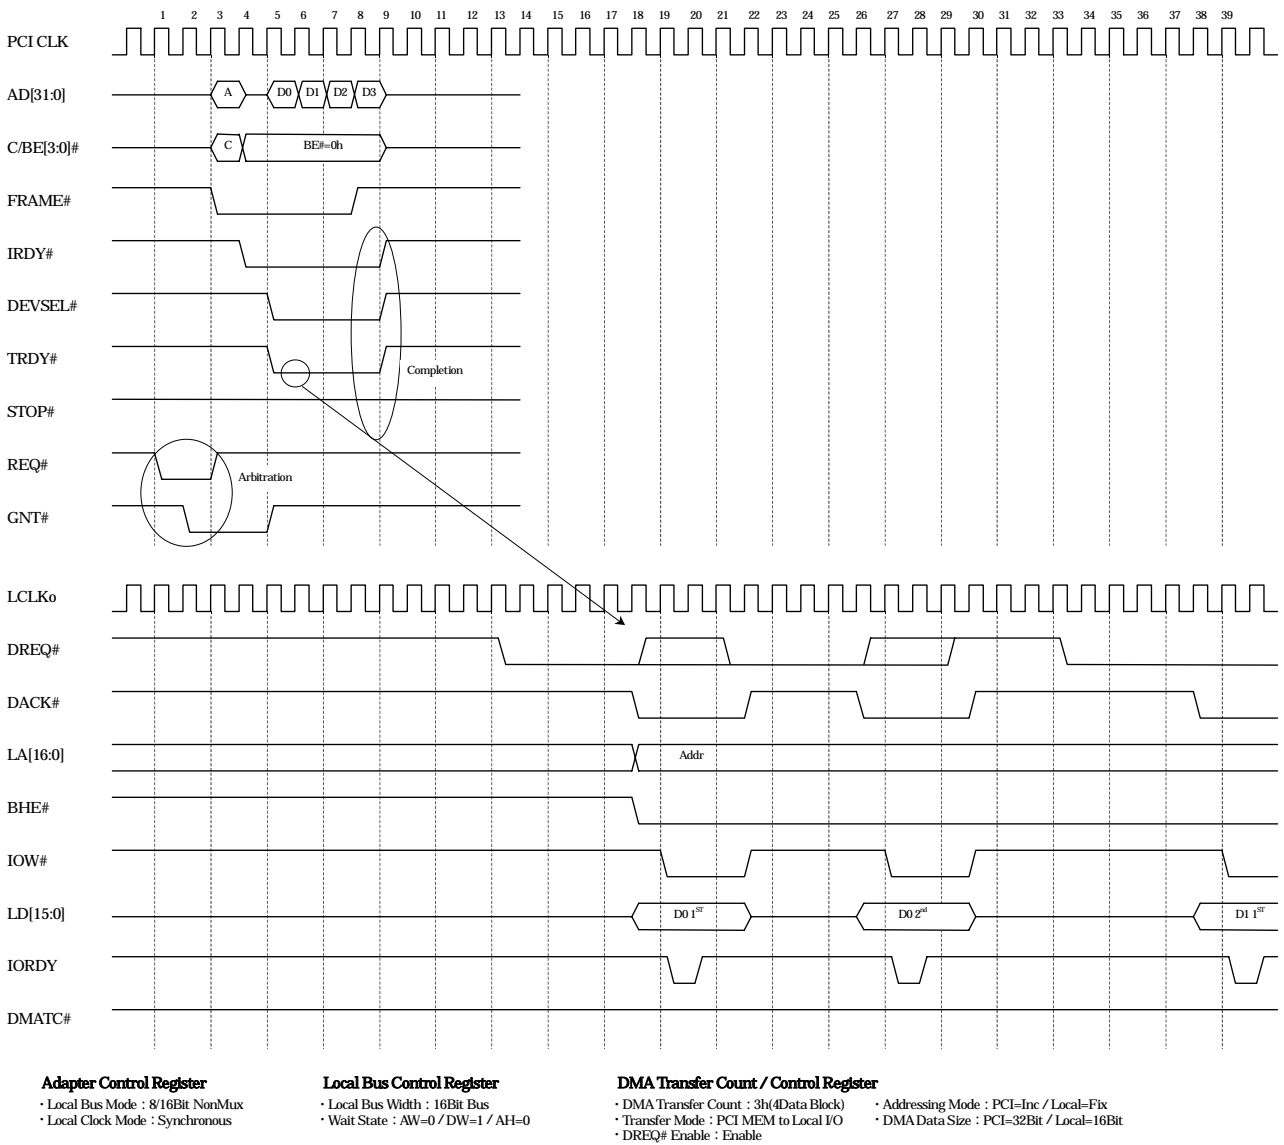 1 2 3 4 5 6 7 8 9 10 11 12 13 14 15 16 17 18 19 20 21 22 23 24 25 26 27 28 29 30 31 32 33 34 35 36 37 38 39
PCI CLK
AD[31:0] A D0 D1 D2 D3
C/BE[3:0]# C BE#=0h
FRAME#
IRDY#
DEVSEL#
TRDY#
Completion
STOP#
REQ#
Arbitration
GNT#
LCLKo
DREQ#
DACK#
LA[16:0] Addr
BHE#
IOW#
LD[15:0] D0 1ST D0 2nd D1 1ST
IORDY
DMATC#
Adapter Control Register
・Local Bus Mode : 8/16Bit NonMux
・Local Clock Mode : Synchronous
Local Bus Control Register
・Local Bus Width : 16Bit Bus
・Wait State : AW=0 / DW=1 / AH=0
DMA Transfer Count / Control Register
・DMA Transfer Count : 3h(4Data Block)
・Transfer Mode : PCI MEM to Local I/O
・DREQ# Enable : Enable
・Addressing Mode : PCI=Inc / Local=Fix
・DMA Data Size : PCI=32Bit / Local=16Bit